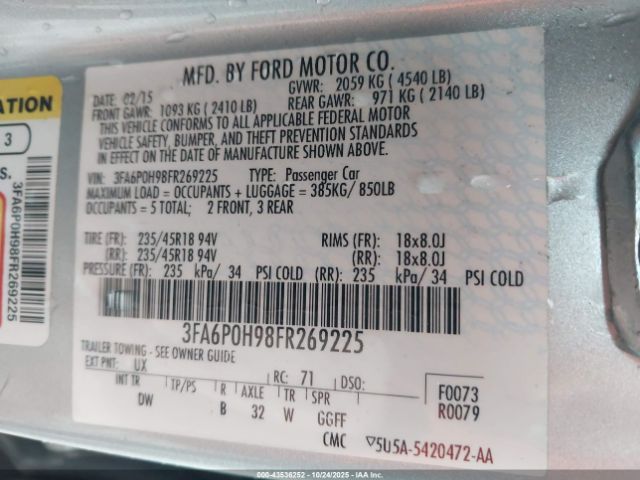 MFD. BY FORD MOTOR CO.
DATE: 02/15
GVWR: 2059 KG ( 4540 LB)
FRONT GAWR: 1093 KG ( 2410 LB)
REAR GAWR: 971 KG ( 2140 LB)
THIS VEHICLE CONFORMS TO ALL APPLICABLE FEDERAL MOTOR
VEHICLE SAFETY, BUMPER, AND THEFT PREVENTION STANDARDS
IN EFFECT ON THE DATE OF MANUFACTURE SHOWN ABOVE.
VIN: 3FA6P0H98FR269225 TYPE: Passenger Car
MAXIMUM LOAD = OCCUPANTS + LUGGAGE = 385KG/ 850LB
OCCUPANTS = 5 TOTAL; 2 FRONT, 3 REAR
TIRE (FR): 235/45R18 94V RIMS (FR): 18x8.0J
(RR): 235/45R18 94V (RR): 18x8.0J
PRESSURE (FR): 235 kPa/ 34 PSI COLD (RR): 235 kPa/ 34 PSI COLD
3FA6P0H98FR269225
TRAILER TOWING - SEE OWNER GUIDE
EXT PNT: UX RC: 71 DSO:
INT TR TP/PS R AXLE TR SPR
DW B 32 W GGFF
F0073
R0079
CMC ▽5U5A-5420472-AA
ATION
3
S.
3FA6P0H98FR269225
000-43536252 - 10/24/2025 - www.iaai.com